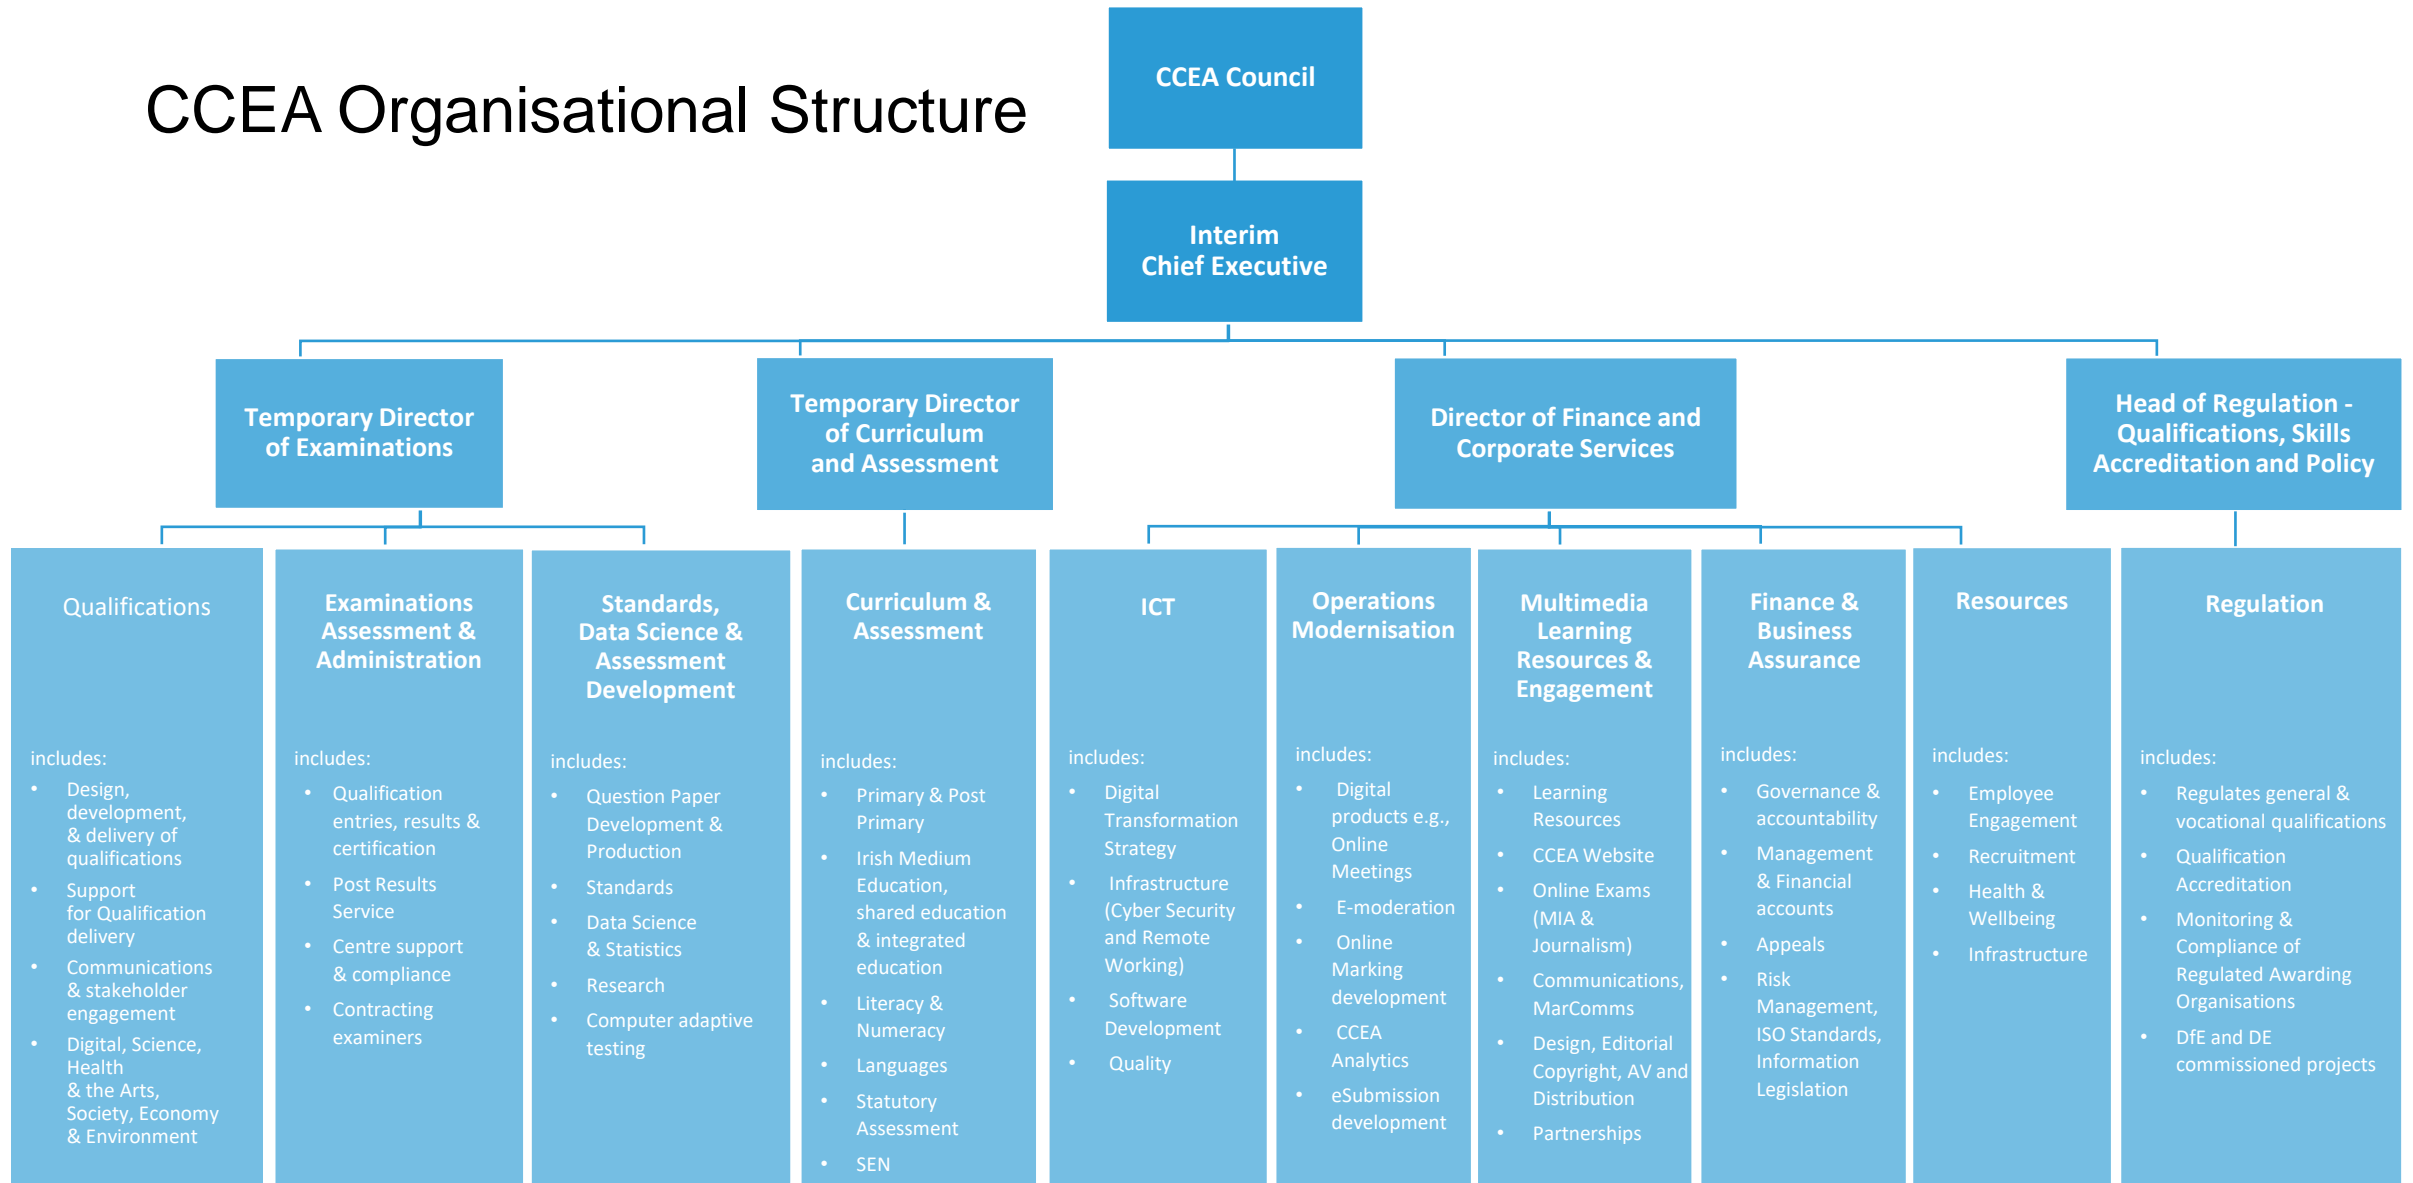 CCEA Organisational Structure
CCEA Council
Interim
Chief Executive
Temporary Director
of Examinations
Temporary Director
of Curriculum
and Assessment
Director of Finance and
Corporate Services
Head of Regulation -
Qualifications, Skills
Accreditation and Policy
Qualifications
includes:
• Design,
development,
& delivery of
qualifications
• Support
for Qualification
delivery
• Communications
& stakeholder
engagement
• Digital, Science,
Health
& the Arts,
Society, Economy
& Environment
Examinations
Assessment &
Administration
includes:
• Qualification
entries, results &
certification
• Post Results
Service
• Centre support
& compliance
• Contracting
examiners
Standards,
Data Science &
Assessment
Development
includes:
• Question Paper
Development &
Production
• Standards
• Data Science
& Statistics
• Research
• Computer adaptive
testing
Curriculum &
Assessment
includes:
• Primary & Post
Primary
• Irish Medium
Education,
shared education
& integrated
education
• Literacy &
Numeracy
• Languages
• Statutory
Assessment
• SEN
ICT
includes:
• Digital
Transformation
Strategy
• Infrastructure
(Cyber Security
and Remote
Working)
• Software
Development
• Quality
Operations
Modernisation
includes:
• Digital
products e.g.,
Online
Meetings
• E-moderation
• Online
Marking
development
• CCEA
Analytics
• eSubmission
development
Multimedia
Learning
Resources &
Engagement
includes:
• Learning
Resources
• CCEA Website
• Online Exams
(MIA &
Journalism)
• Communications,
MarComms
• Design, Editorial
Copyright, AV and
Distribution
• Partnerships
Finance &
Business
Assurance
includes:
• Governance &
accountability
• Management
& Financial
accounts
• Appeals
• Risk
Management,
ISO Standards,
Information
Legislation
Resources
includes:
• Employee
Engagement
• Recruitment
• Health &
Wellbeing
• Infrastructure
Regulation
includes:
• Regulates general &
vocational qualifications
• Qualification
Accreditation
• Monitoring &
Compliance of
Regulated Awarding
Organisations
• DfE and DE
commissioned projects